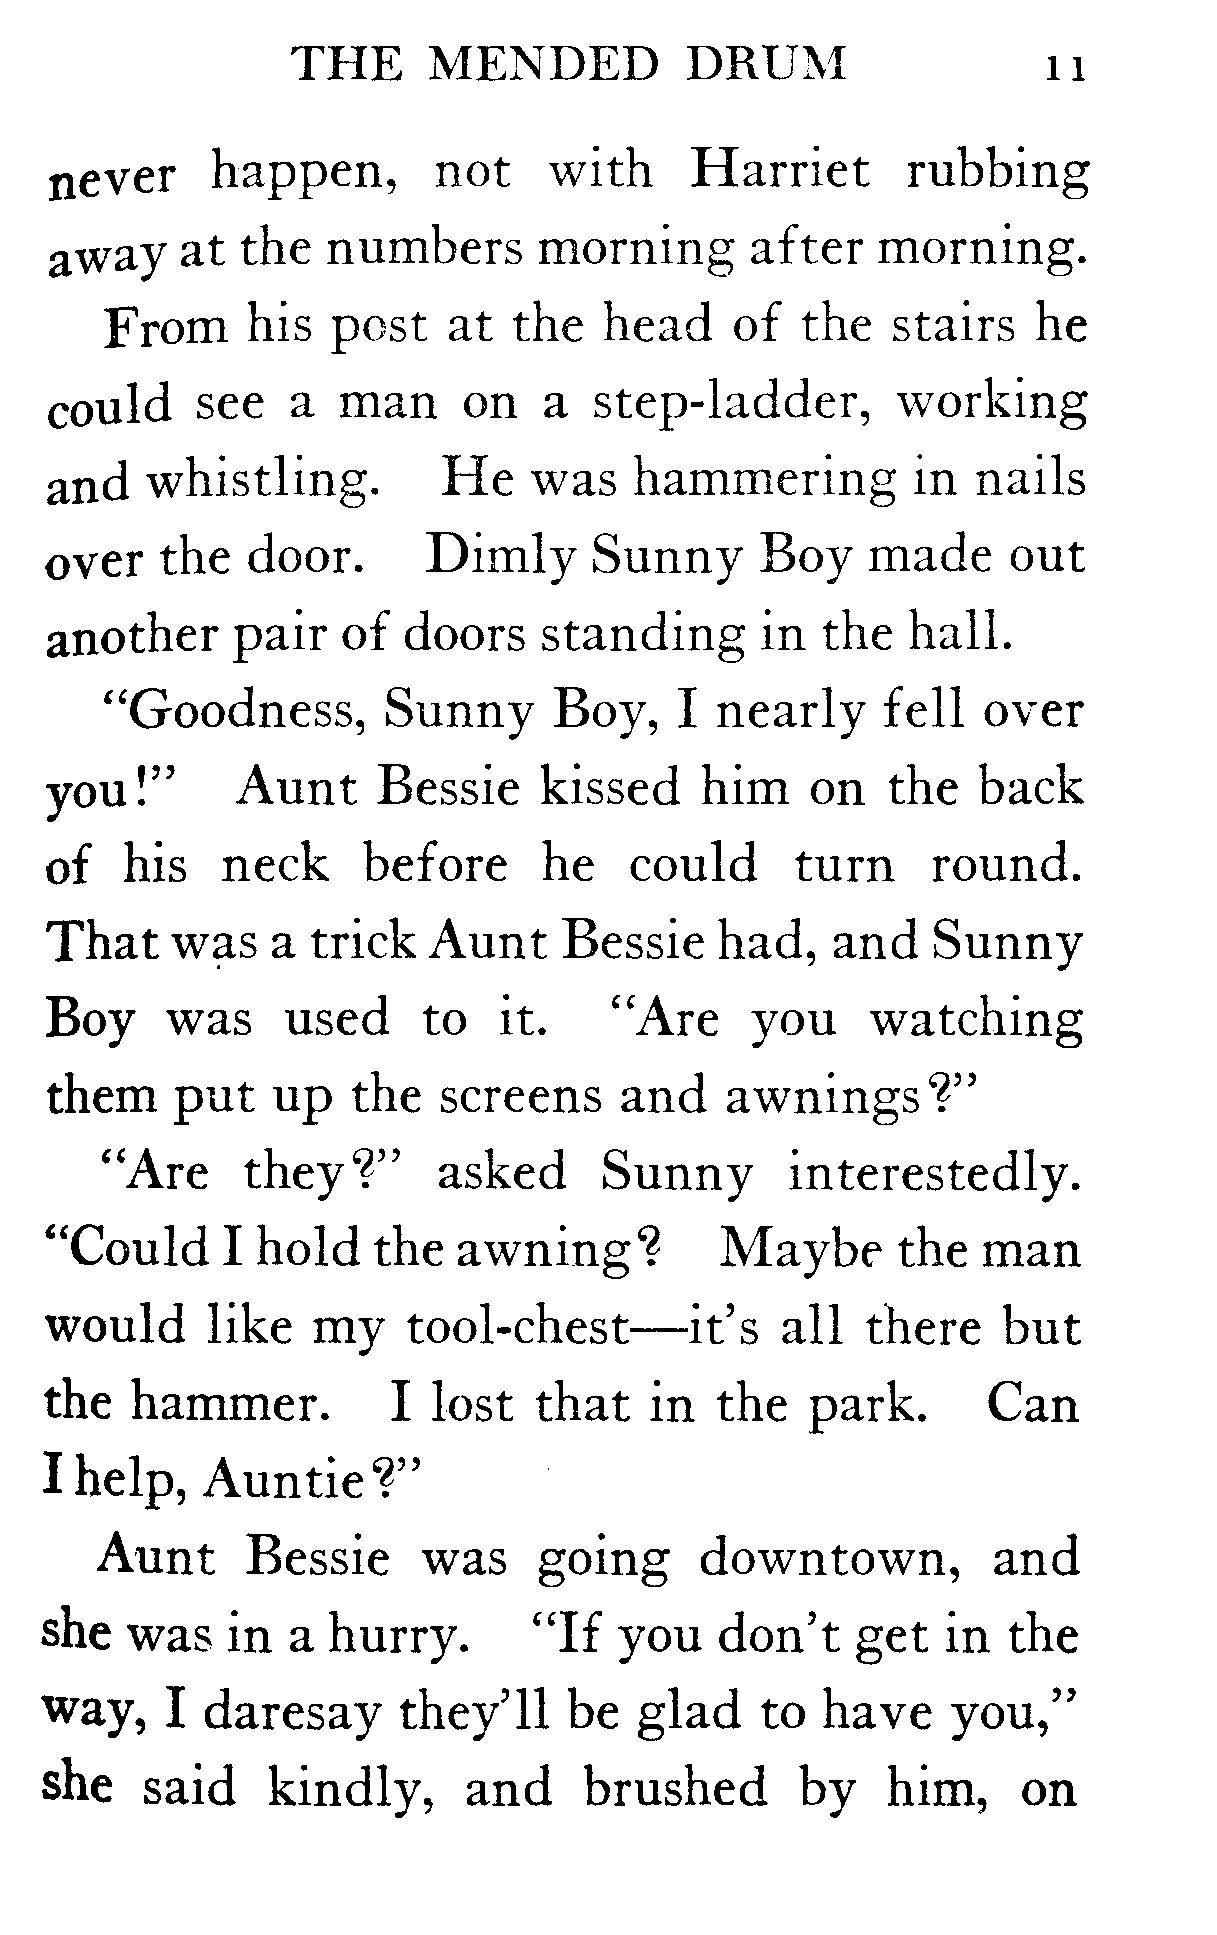 THE MENDED DRUM 11
never happen, not with Harriet rubbing
away at the numbers morning after morning.
From his post at the head of the stairs he
could see a man on a step-ladder, working
and whistling. He was hammering in nails
over the door. Dimly Sunny Boy made out
another pair of doors standing in the hall.
“Goodness, Sunny Boy, I nearly fell over
you!” Aunt Bessie kissed him on the back
of his neck before he could turn round.
That was a trick Aunt Bessie had, and Sunny
Boy was used to it. “Are you watching
them put up the screens and awnings?”
“Are they?” asked Sunny interestedly.
“Could I hold the awning? Maybe the man
would like my tool-chest—it’s all there but
the hammer. I lost that in the park. Can
I help, Auntie?”
Aunt Bessie was going downtown, and
she was in a hurry. “If you don’t get in the
way, I daresay they’ll be glad to have you,”
she said kindly, and brushed by him, on